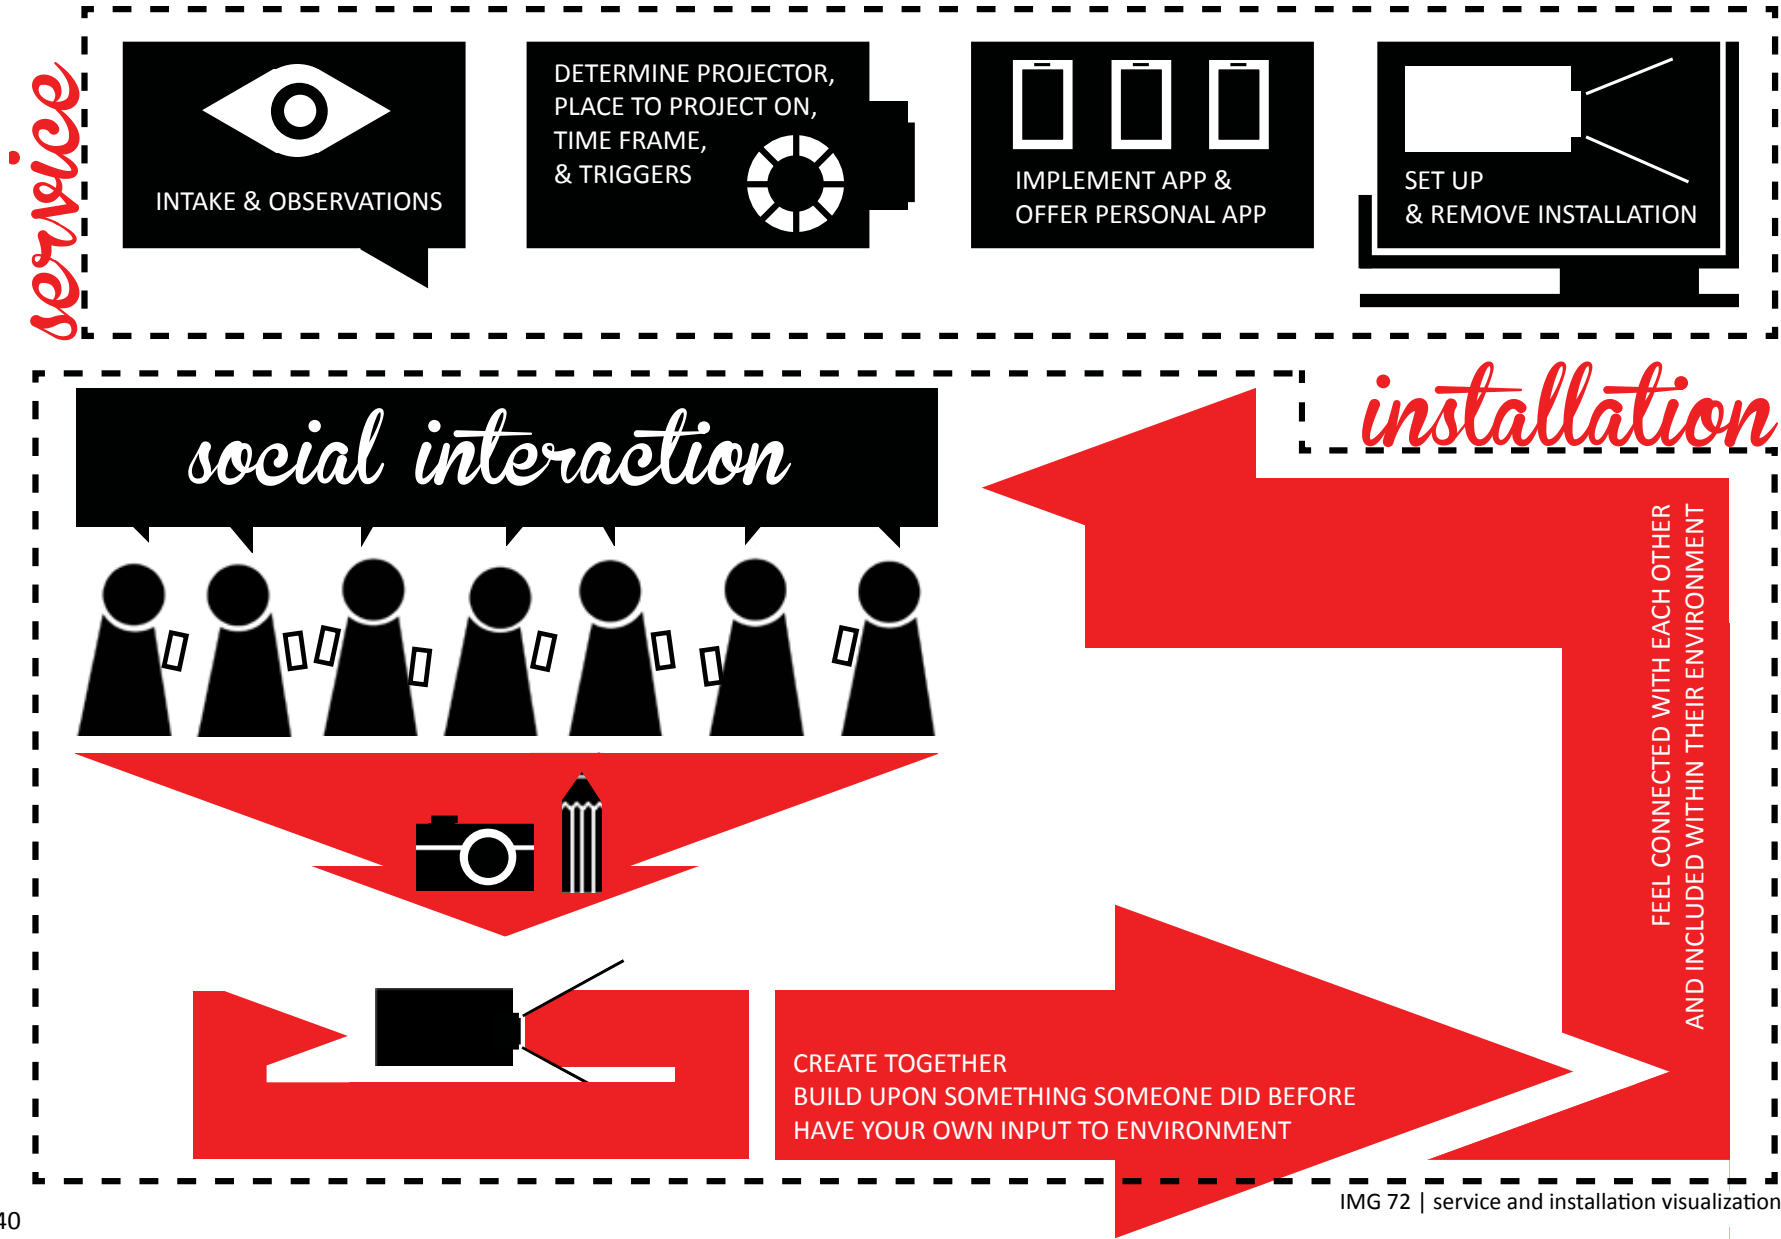 service
INTAKE & OBSERVATIONS
DETERMINE PROJECTOR,
PLACE TO PROJECT ON,
TIME FRAME,
& TRIGGERS
IMPLEMENT APP &
OFFER PERSONAL APP
SET UP
& REMOVE INSTALLATION
installation
social interaction
FEEL CONNECTED WITH EACH OTHER
AND INCLUDED WITHIN THEIR ENVIRONMENT
CREATE TOGETHER
BUILD UPON SOMETHING SOMEONE DID BEFORE
HAVE YOUR OWN INPUT TO ENVIRONMENT
IMG 72 | service and installation visualization
40